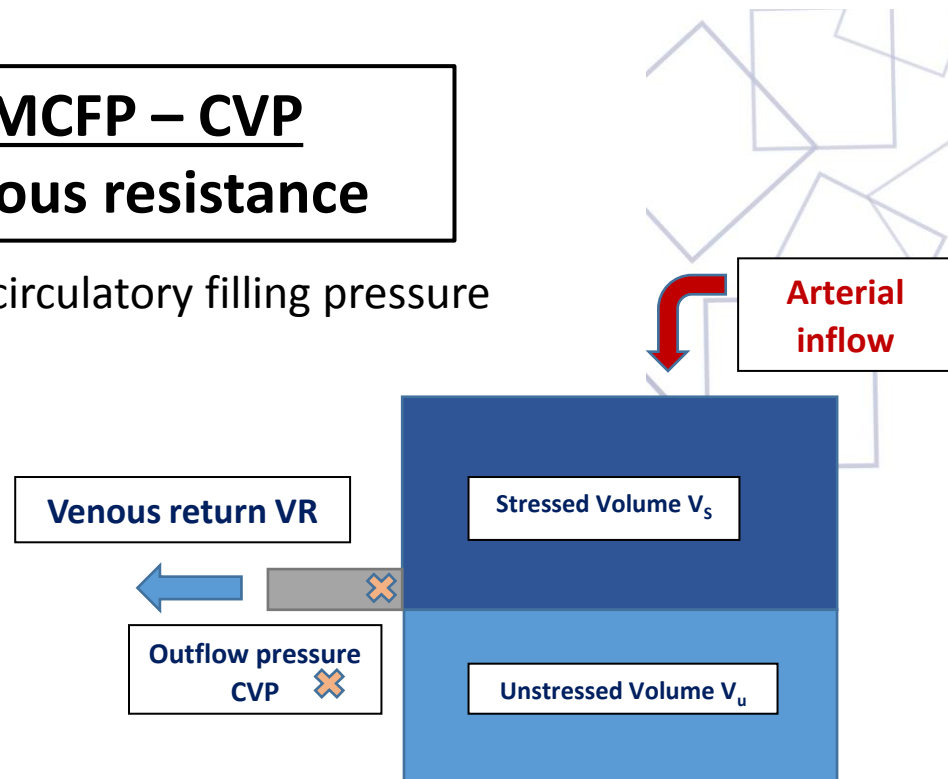 MCFP – CVP
ous resistance
circulatory filling pressure
Arterial
inflow
Venous return VR
Stressed Volume Vs
Outflow pressure
CVP
Unstressed Volume Vu